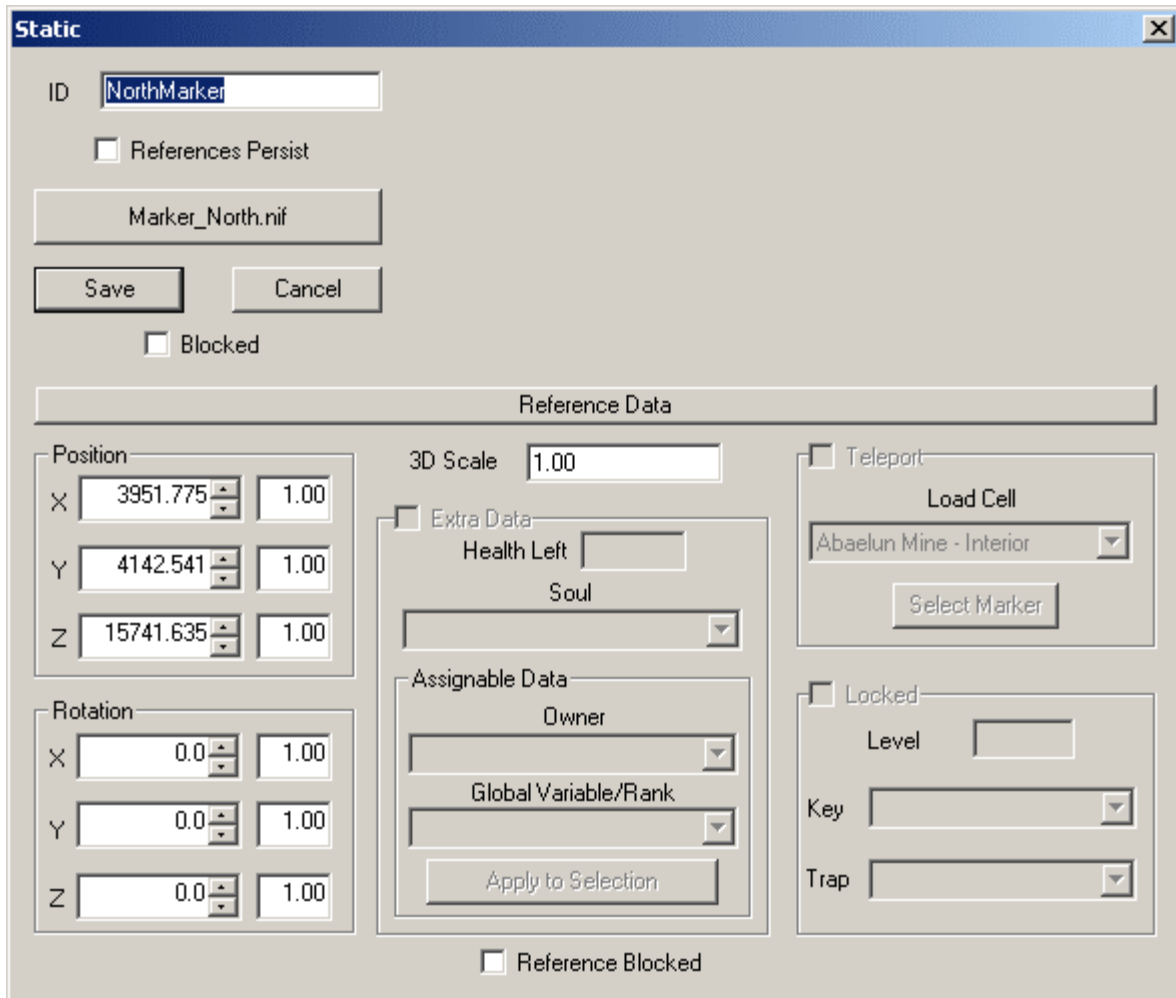 Static
ID NorthMarker
References Persist
Marker_North.nif
Save Cancel
Blocked
Reference Data
Position
X 3951.775 1.00
Y 4142.541 1.00
Z 15741.635 1.00
Rotation
X 0.0 1.00
Y 0.0 1.00
Z 0.0 1.00
3D Scale 1.00
Extra Data
Health Left
Soul
Assignable Data
Owner
Global Variable/Rank
Apply to Selection
Reference Blocked
Teleport
Load Cell
Abaelun Mine - Interior
Select Marker
Locked
Level
Key
Trap